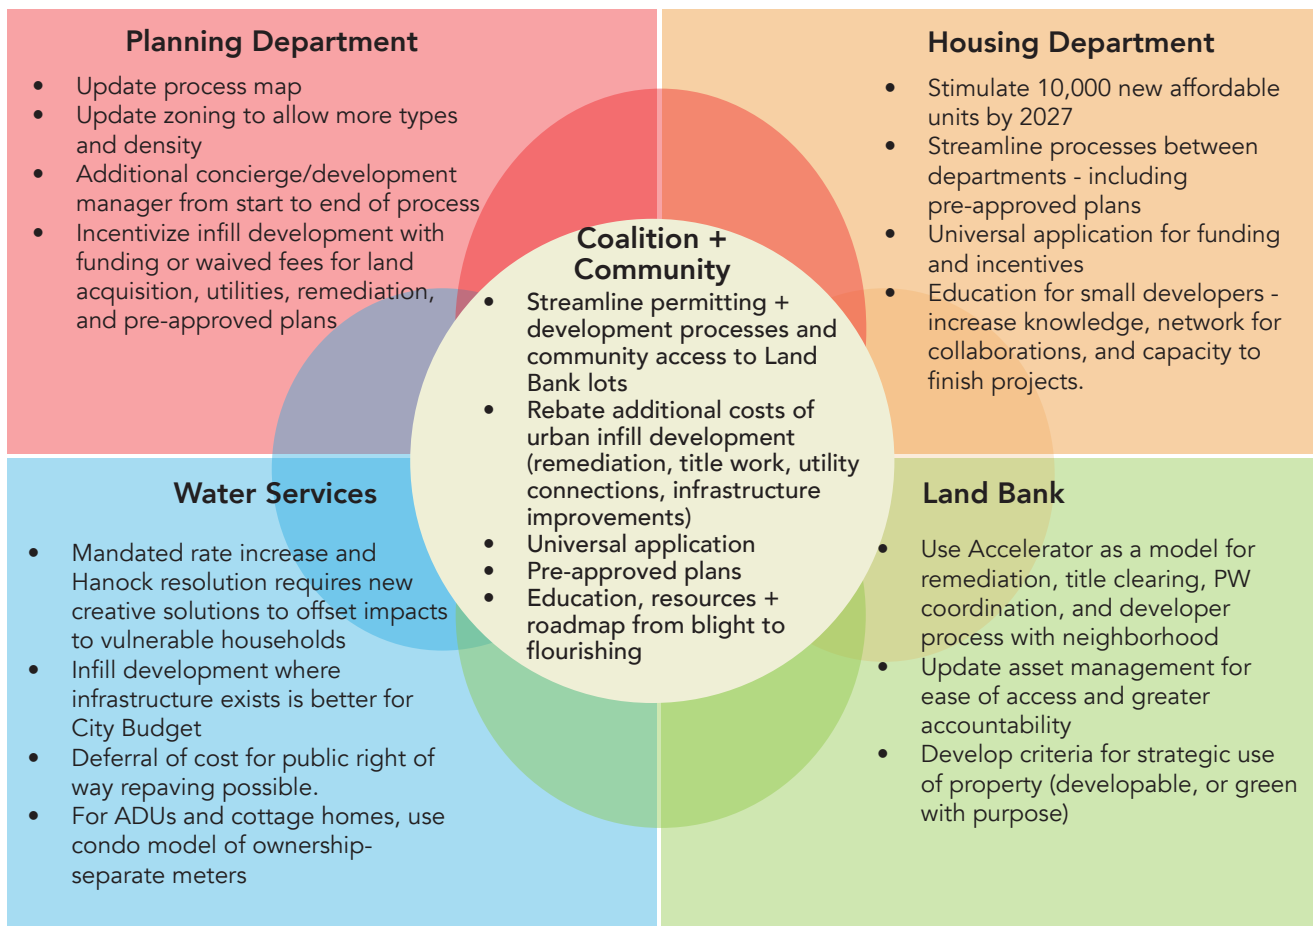 Planning Department
• Update process map
• Update zoning to allow more types
and density
• Additional concierge/development
manager from start to end of process
• Incentivize infill development with
funding or waived fees for land
acquisition, utilities, remediation,
and pre-approved plans
Housing Department
• Stimulate 10,000 new affordable
units by 2027
• Streamline processes between
departments - including
pre-approved plans
• Universal application for funding
and incentives
• Education for small developers -
increase knowledge, network for
collaborations, and capacity to
finish projects.
Coalition +
Community
• Streamline permitting +
development processes and
community access to Land
Bank lots
• Rebate additional costs of
urban infill development
(remediation, title work, utility
connections, infrastructure
improvements)
• Universal application
• Pre-approved plans
• Education, resources +
roadmap from blight to
flourishing
Water Services
• Mandated rate increase and
Hanock resolution requires new
creative solutions to offset impacts
to vulnerable households
• Infill development where
infrastructure exists is better for
City Budget
• Deferral of cost for public right of
way repaving possible.
• For ADUs and cottage homes, use
condo model of ownership-
separate meters
Land Bank
• Use Accelerator as a model for
remediation, title clearing, PW
coordination, and developer
process with neighborhood
• Update asset management for
ease of access and greater
accountability
• Develop criteria for strategic use
of property (developable, or green
with purpose)